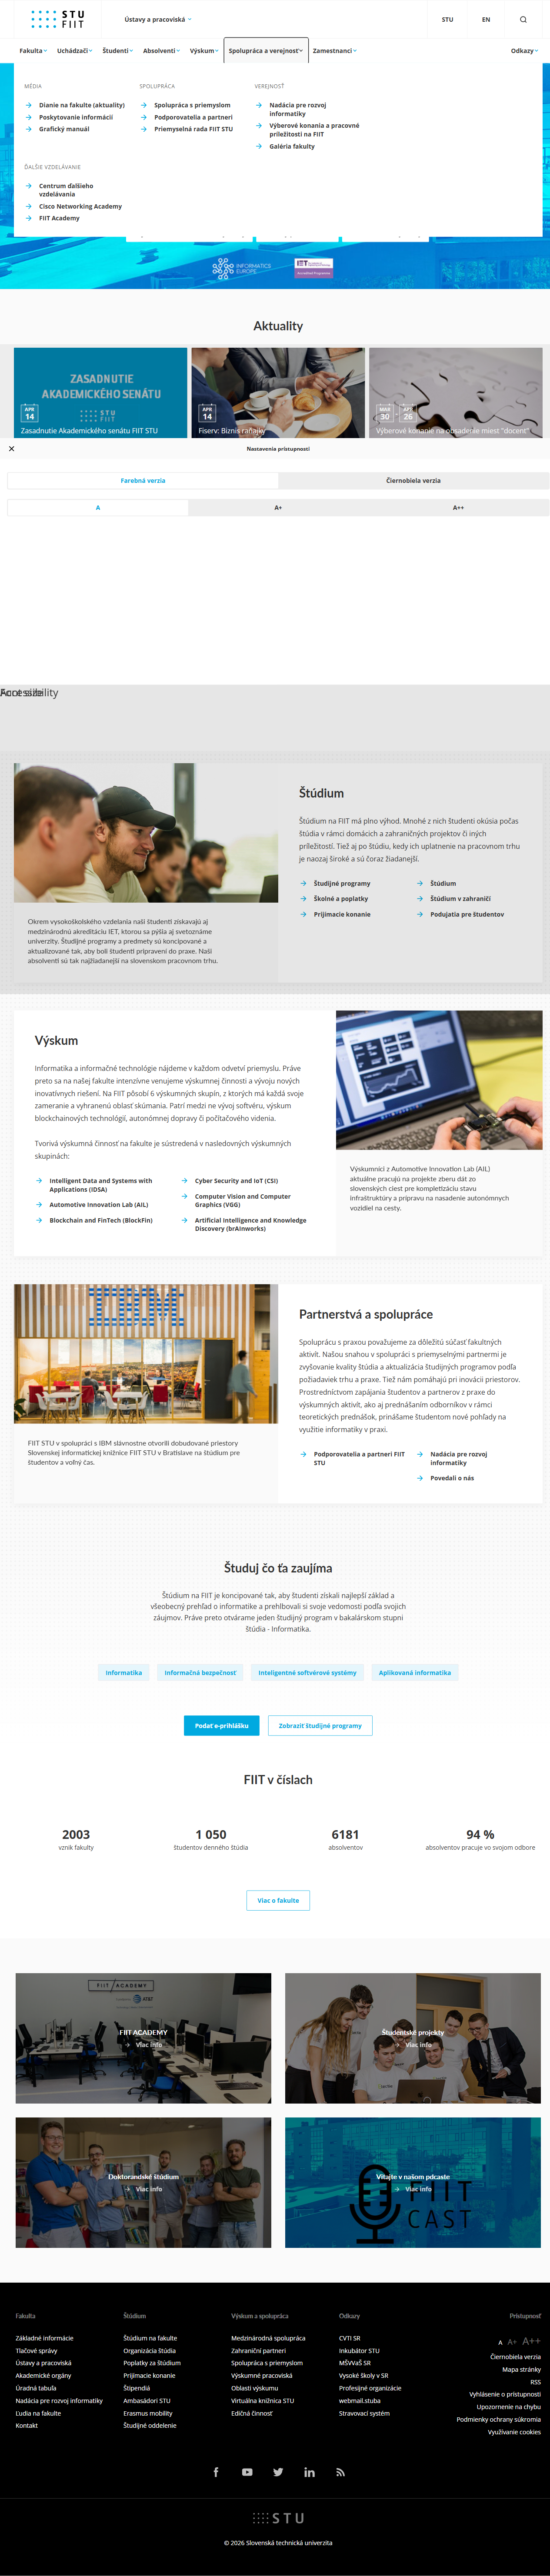 STU
FIIT
Ústavy a pracoviská
STU
EN
Fakulta
Uchádzači
Študenti
Absolventi
Výskum
Spolupráca a verejnosť
Zamestnanci
Odkazy
MÉDIA
Dianie na fakulte (aktuality)
Poskytovanie informácií
Grafický manuál
SPOLUPRÁCA
Spolupráca s priemyslom
Podporovatelia a partneri
Priemyselná rada FIIT STU
VEREJNOSŤ
Nadácia pre rozvoj
informatiky
Výberové konania a pracovné
príležitosti na FIIT
Galéria fakulty
ĎALŠIE VZDELÁVANIE
Centrum ďalšieho
vzdelávania
Cisco Networking Academy
FIIT Academy
INFORMATICS
EUROPE
IET
Accredited Programme
Aktuality
ZASADNUTIE
AKADEMICKÉHO SENÁTU
STU
FIIT
APR
14
Zasadnutie Akademického senátu FIIT STU
APR
14
Fiserv: Biznis raňajky
MAR
30
-
APR
26
Výberové konanie na obsadenie miest "docent"
Nastavenia prístupnosti
Farebná verzia
Čiernobiela verzia
A
A+
A++
Accessibility
Font size
Štúdium
Štúdium na FIIT má plno výhod. Mnohé z nich študenti okúsia počas
štúdia v rámci domácich a zahraničných projektov či iných
príležitostí. Tiež aj po štúdiu, kedy ich uplatnenie na pracovnom trhu
je naozaj široké a sú čoraz žiadanejší.
Študijné programy
Školné a poplatky
Prijímacie konanie
Štúdium
Štúdium v zahraničí
Podujatia pre študentov
Okrem vysokoškolského vzdelania naši študenti získavajú aj
medzinárodnú akreditáciu IET, ktorou sa pýšia aj svetoznáme
univerzity. Študijné programy a predmety sú koncipované a
aktualizované tak, aby boli študenti pripravení do praxe. Naši
absolventi sú tak najžiadanejší na slovenskom pracovnom trhu.
Výskum
Informatika a informačné technológie nájdeme v každom odvetví priemyslu. Práve
preto sa na našej fakulte intenzívne venujeme výskumnej činnosti a vývoju nových
inovatívnych riešení. Na FIIT pôsobí 6 výskumných skupín, z ktorých má každá svoje
zameranie a vyhranenú oblasť skúmania. Patrí medzi ne vývoj softvéru, výskum
blockchainových technológií, autonómnej dopravy či počítačového videnia.
Tvorivá výskumná činnosť na fakulte je sústredená v nasledovných výskumných
skupinách:
Intelligent Data and Systems with
Applications (IDSA)
Automotive Innovation Lab (AIL)
Blockchain and FinTech (BlockFin)
Cyber Security and IoT (CSI)
Computer Vision and Computer
Graphics (VGG)
Artificial Intelligence and Knowledge
Discovery (brAInworks)
Výskumníci z Automotive Innovation Lab (AIL)
aktuálne pracujú na projekte zberu dát zo
slovenských ciest pre kompletizáciu stavu
infraštruktúry a prípravu na nasadenie autonómnych
vozidiel na cesty.
Partnerstvá a spolupráce
Spoluprácu s praxou považujeme za dôležitú súčasť fakultných
aktivít. Našou snahou v spolupráci s priemyselnými partnermi je
zvyšovanie kvality štúdia a aktualizácia študijných programov podľa
požiadaviek trhu a praxe. Tiež nám pomáhajú pri inovácii priestorov.
Prostredníctvom zapájania študentov a partnerov z praxe do
výskumných aktivít, ako aj prednášaním odborníkov v rámci
teoretických prednášok, prinášame študentom nové pohľady na
využitie informatiky v praxi.
Podporovatelia a partneri FIIT
STU
Nadácia pre rozvoj
informatiky
Povedali o nás
FIIT STU v spolupráci s IBM slávnostne otvorili dobudované priestory
Slovenskej informatickej knižnice FIIT STU v Bratislave na štúdium pre
študentov a voľný čas.
Študuj čo ťa zaujíma
Štúdium na FIIT je koncipované tak, aby študenti získali najlepší základ a
všeobecný prehľad o informatike a prehlbovali si svoje vedomosti podľa svojich
záujmov. Práve preto otvárame jeden študijný program v bakalárskom stupni
štúdia - Informatika.
Informatika
Informačná bezpečnosť
Inteligentné softvérové systémy
Aplikovaná informatika
Podať e-prihlášku
Zobraziť študijné programy
FIIT v číslach
2003
vznik fakulty
1 050
študentov denného štúdia
6181
absolventov
94 %
absolventov pracuje vo svojom odbore
Viac o fakulte
FIIT/ACADEMY
AT&T
FIIT ACADEMY
Viac info
Študentské projekty
Viac info
Doktorandské štúdium
Viac info
FIIT
CAST
Vitajte v našom pdcaste
Viac info
Fakulta
Základné informácie
Tlačové správy
Ústavy a pracoviská
Akademické orgány
Úradná tabuľa
Nadácia pre rozvoj informatiky
Ľudia na fakulte
Kontakt
Štúdium
Štúdium na fakulte
Organizácia štúdia
Poplatky za štúdium
Prijímacie konanie
Štipendiá
Ambasádori STU
Erasmus mobility
Študijné oddelenie
Výskum a spolupráca
Medzinárodná spolupráca
Zahraniční partneri
Spolupráca s priemyslom
Výskumné pracoviská
Oblasti výskumu
Virtuálna knižnica STU
Edičná činnosť
Odkazy
CVTI SR
Inkubátor STU
MŠVVaŠ SR
Vysoké školy v SR
Profesijné organizácie
webmail.stuba
Stravovací systém
Prístupnosť
A A+ A++
Čiernobiela verzia
Mapa stránky
RSS
Vyhlásenie o prístupnosti
Upozornenie na chybu
Podmienky ochrany súkromia
Využívanie cookies
STU
© 2026 Slovenská technická univerzita